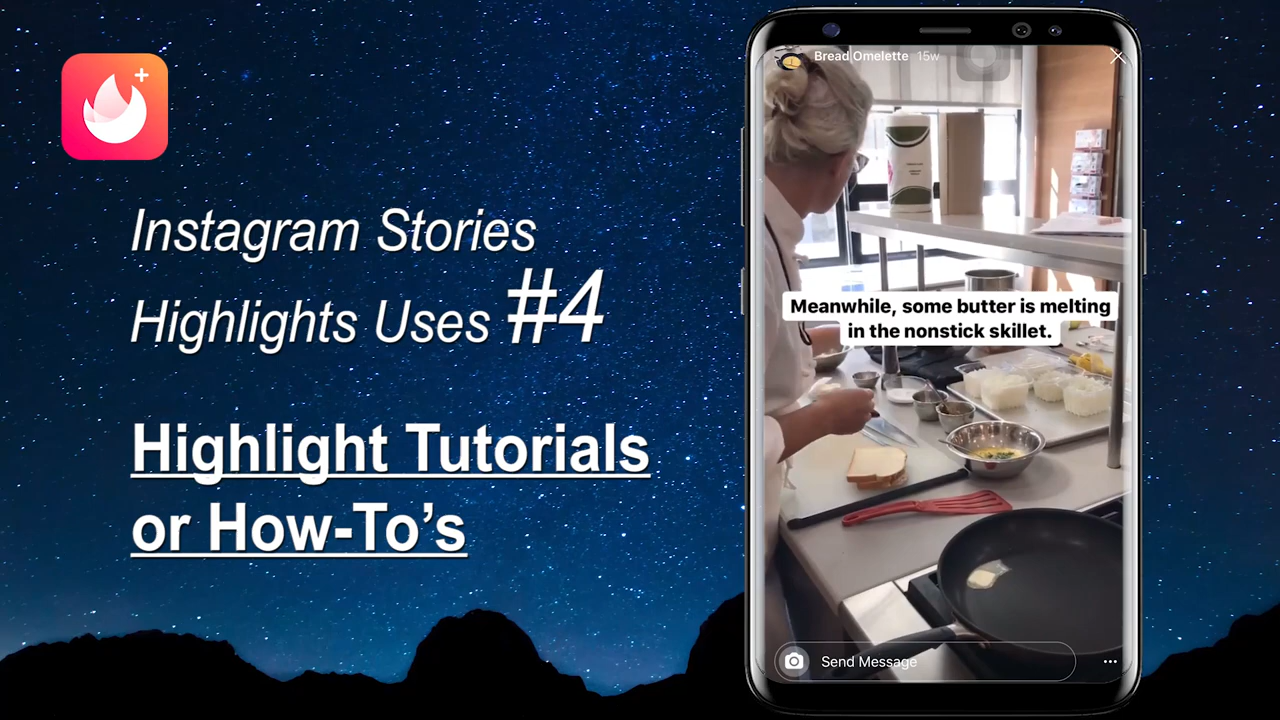 Instagram Stories
Highlights Uses #4
Highlight Tutorials
or How-To’s
Bread Omelette 15w
Meanwhile, some butter is melting
in the nonstick skillet.
Send Message